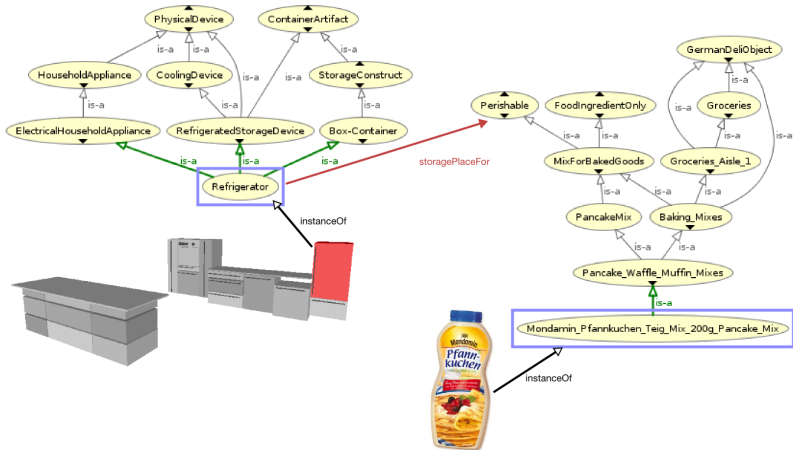 PhysicalDevice
ContainerArtifact
is-a
is-a
is-a
is-a
is-a
HouseholdAppliance
CoolingDevice
StorageConstruct
is-a
is-a
is-a
ElectricalHouseholdAppliance
RefrigeratedStorageDevice
Box-Container
is-a
is-a
is-a
Refrigerator
storagePlaceFor
instanceOf
GermanDeliObject
is-a
is-a
is-a
Perishable
FoodIngredientOnly
Groceries
is-a
is-a
is-a
MixForBakedGoods
Groceries_Aisle_1
is-a
is-a
is-a
PancakeMix
Baking_Mixes
is-a
is-a
Pancake_Waffle_Muffin_Mixes
is-a
Mondamin_Pfannkuchen_Teig_Mix_200g_Pancake_Mix
instanceOf
Mondamin
Pfann-
kuchen